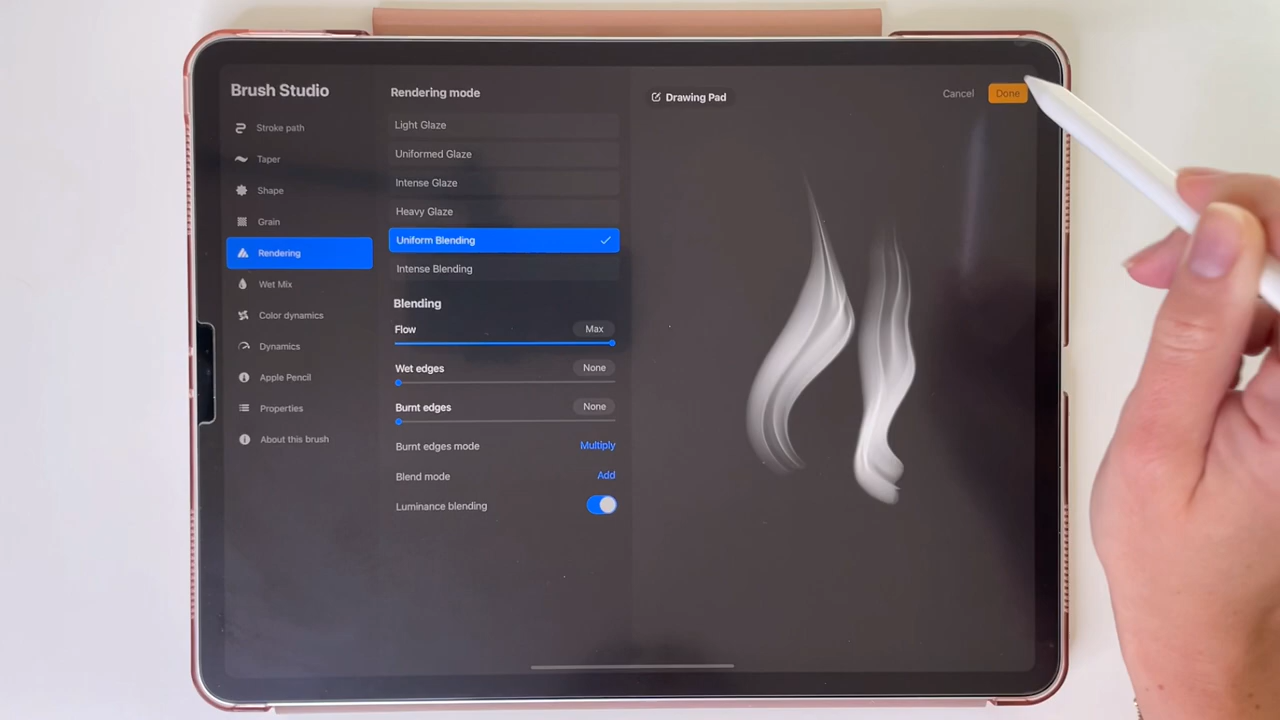 Brush Studio
Stroke path
Taper
Shape
Grain
Rendering
Wet Mix
Color dynamics
Dynamics
Apple Pencil
Properties
About this brush
Rendering mode
Light Glaze
Uniformed Glaze
Intense Glaze
Heavy Glaze
Uniform Blending
Intense Blending
Blending
Flow Max
Wet edges None
Burnt edges None
Burnt edges mode Multiply
Blend mode Add
Luminance blending
Drawing Pad
Cancel Done